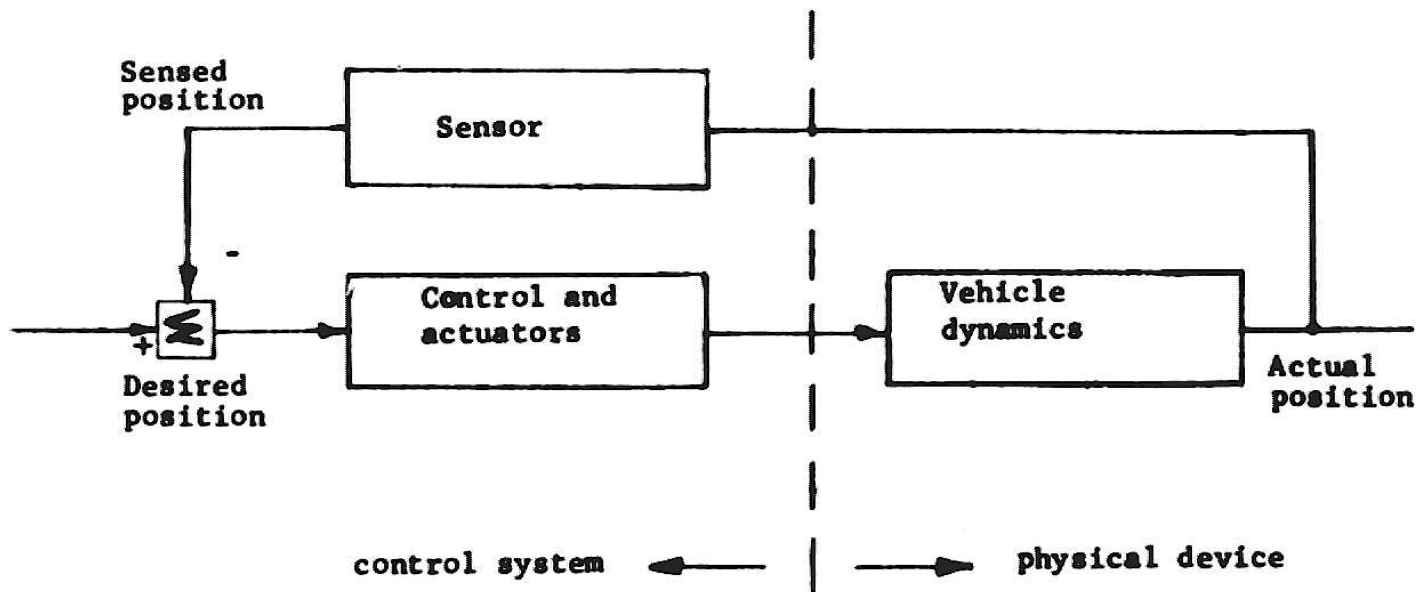 Sensed
position
Sensor
-
+
Σ
Control and
actuators
Vehicle
dynamics
Desired
position
Actual
position
control system
physical device